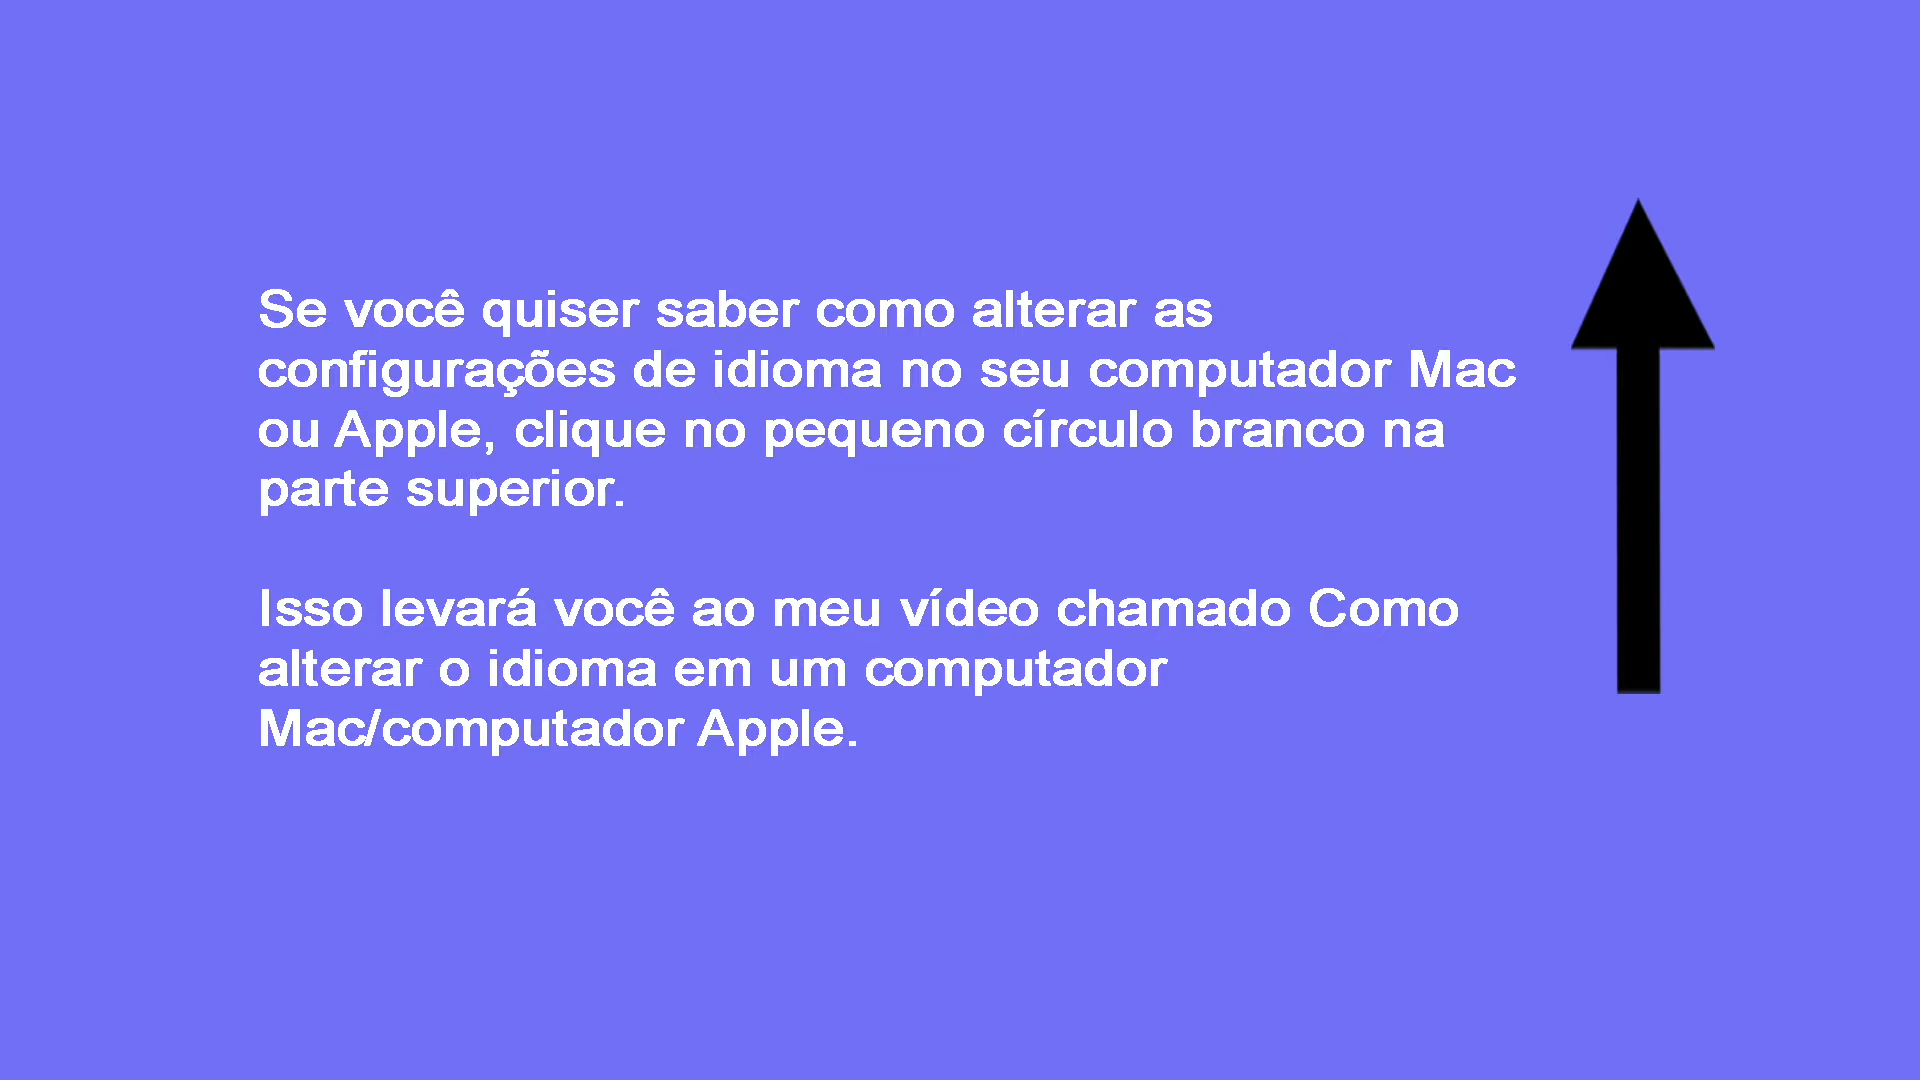 Se você quiser saber como alterar as
configurações de idioma no seu computador Mac
ou Apple, clique no pequeno círculo branco na
parte superior.
Isso levará você ao meu vídeo chamado Como
alterar o idioma em um computador
Mac/computador Apple.